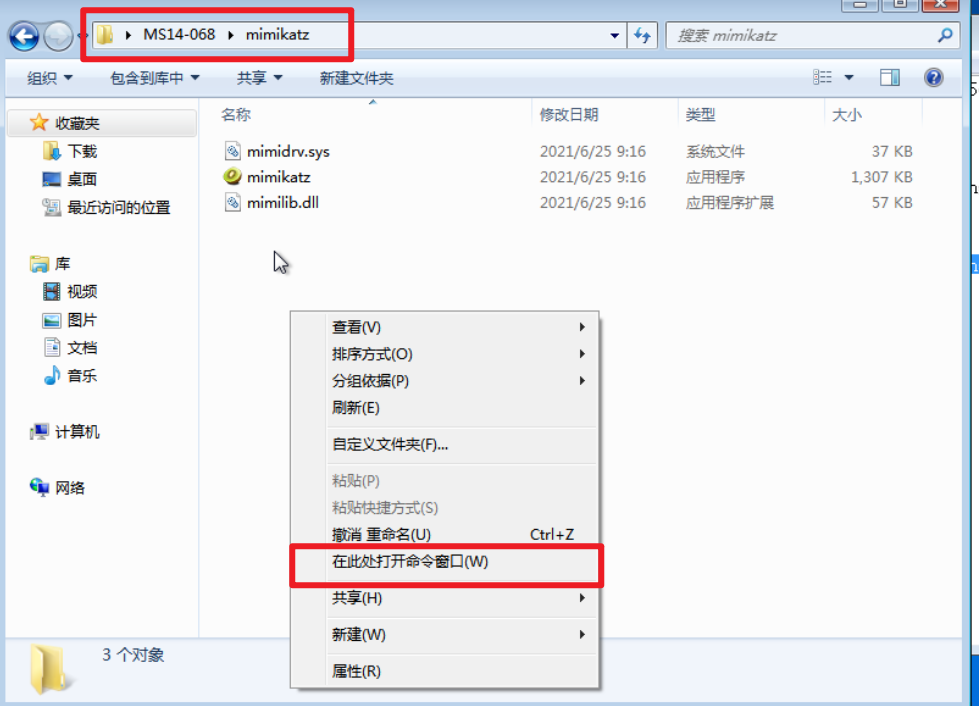 MS14-068 mimikatz
搜索 mimikatz
组织 包含到库中 共享 新建文件夹
名称 修改日期 类型 大小
收藏夹
下载
桌面
最近访问的位置
库
视频
图片
文档
音乐
计算机
网络
mimidrv.sys 2021/6/25 9:16 系统文件 37 KB
mimikatz 2021/6/25 9:16 应用程序 1,307 KB
mimilib.dll 2021/6/25 9:16 应用程序扩展 57 KB
查看(V)
排序方式(O)
分组依据(P)
刷新(E)
自定义文件夹(F)...
粘贴(P)
粘贴快捷方式(S)
撤消 重命名(U) Ctrl+Z
在此处打开命令窗口(W)
共享(H)
新建(W)
属性(R)
3 个对象